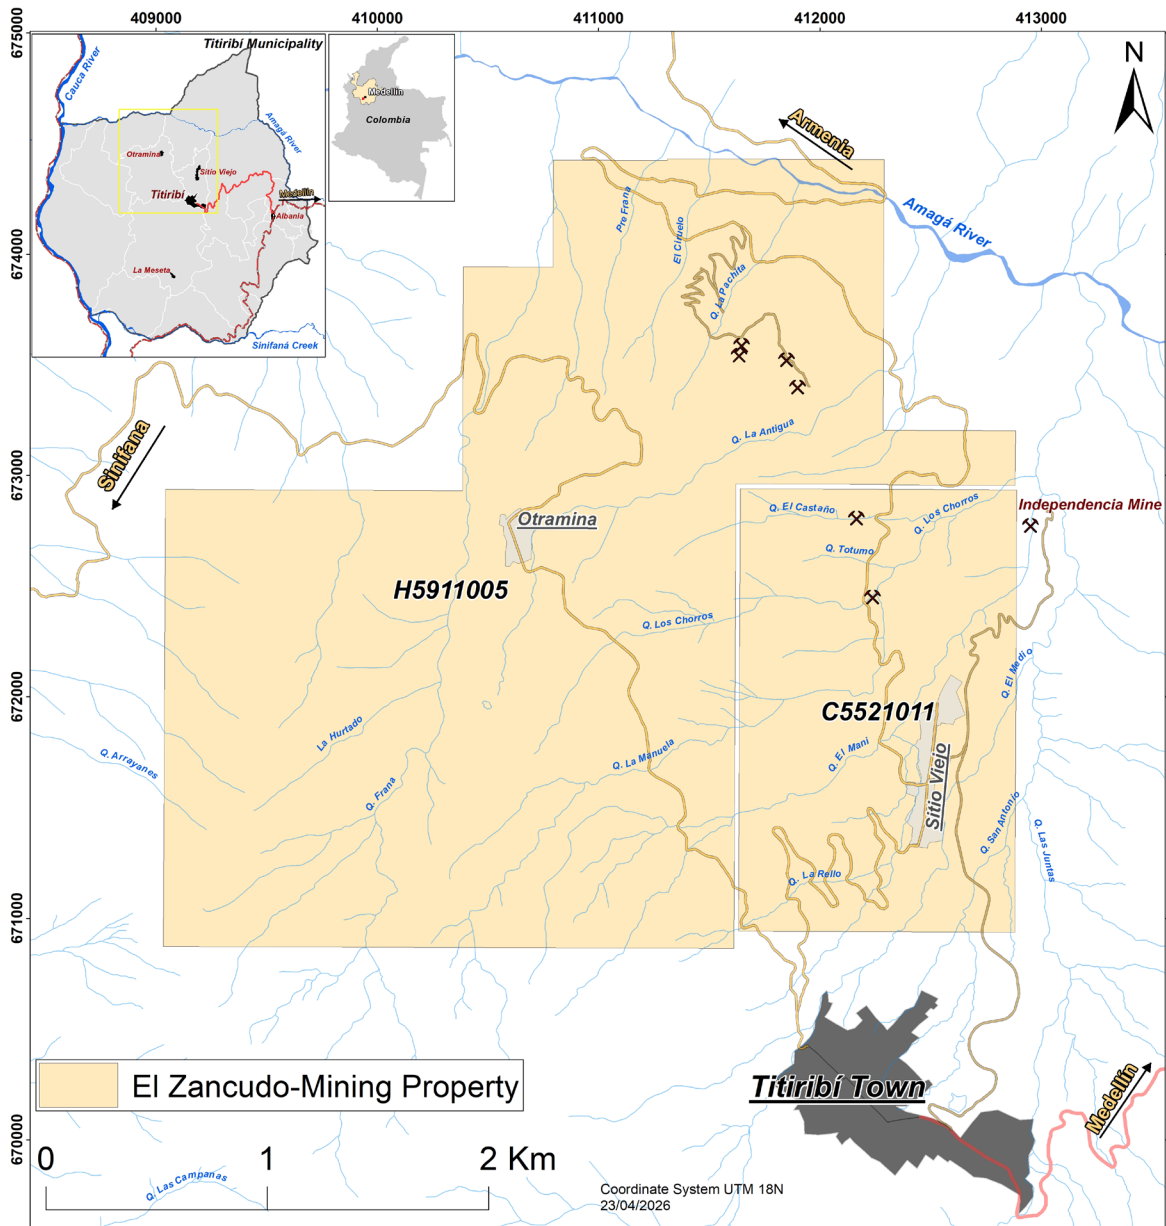 409000
410000
411000
412000
413000
675000
674000
673000
672000
671000
670000
Titiribí Municipality
Cauca River
Amagá River
Otramina
Sitio Viejo
Titiribí
Medellín
Albania
La Meseta
Sinifaná Creek
Medellín
Colombia
N
Armenia
Amagá River
Pre Frana
El Ciruelo
Q. La Pachita
Q. La Antigua
Sinifana
Otramina
H5911005
Q. El Castaño
Q. Los Chorros
Independencia Mine
Q. Totumo
Q. Los Chorros
Q. El Medio
C5521011
La Hurtado
Q. Arrayanes
Q. La Manuela
Q. El Mani
Q. Frana
Sitio Viejo
Q. San Antonio
Q. Las Juntas
Q. La Rello
El Zancudo-Mining Property
Titiribí Town
Medellín
0 1 2 Km
Q. Las Campanas
Coordinate System UTM 18N
23/04/2026